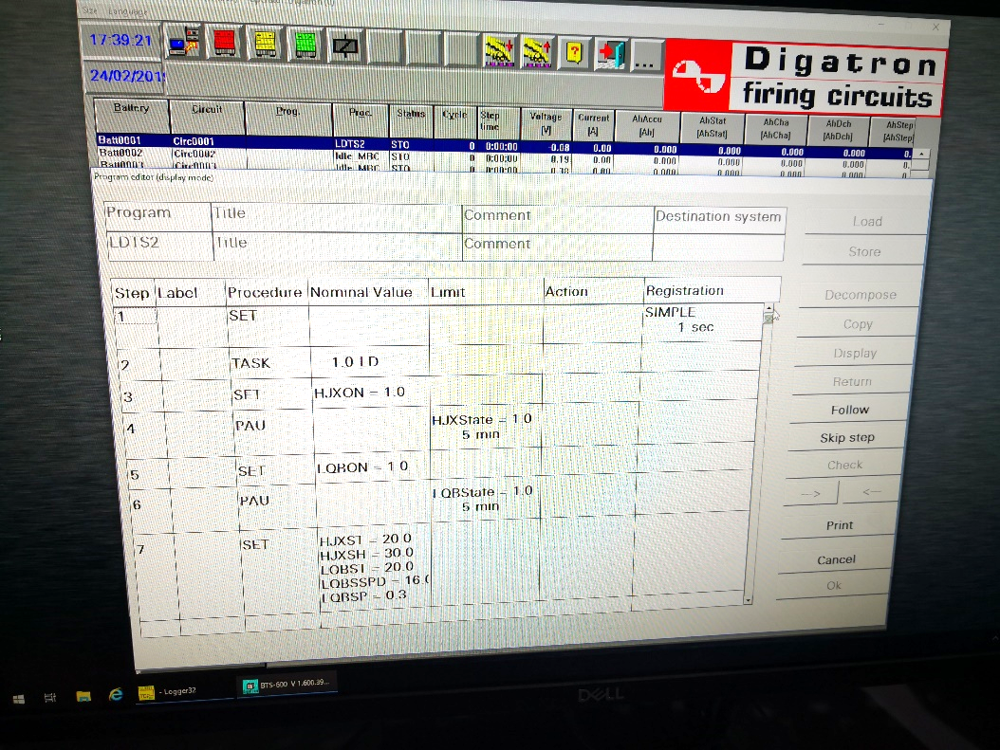 Size Language
17:39:21
24/02/201
...
Digatron
firing circuits
Battery Circuit Prog. Proc. Status Cycle Step time Voltage [V] Current [A] AhAccu [Ah] AhStat [AhStat] AhCha [AhCha] AhDch [AhDch] AhStep [AhStep]
Batt0001 Circ0001 LDTS2 STO 0 0:00:00 -0.08 0.00 0.000 0.000 0.000 0.000 0.
Batt0002 Circ0002 Idle_MBC STO 0 0:00:00 0.19 0.00 0.000 0.000 0.000 0.000 0.
Batt0003 Circ0003 Idle_MBC STO 0 0:00:00 0.38 0.00 0.000 0.000 0.000 0.000 0.
Program editor (display mode)
Program Title Comment Destination system
LDTS2 Title Comment
Load
Store
Decompose
Copy
Display
Return
Follow
Skip step
Check
--> <--
Print
Cancel
Ok
Step Label Procedure Nominal Value Limit Action Registration
1 SET SIMPLE
1 sec
2 TASK 1.0 ID
3 SET HJXON = 1.0
4 PAU HJXState = 1.0
5 min
5 SET LQBON = 1.0
6 PAU LQBState = 1.0
5 min
7 SET HJXST = 20.0
HJXSH = 30.0
LQBST = 20.0
LQBSSPD = 16.0
LQBSP = 0.3
- Logger32
BTS-600 V 1.600.39...
DELL